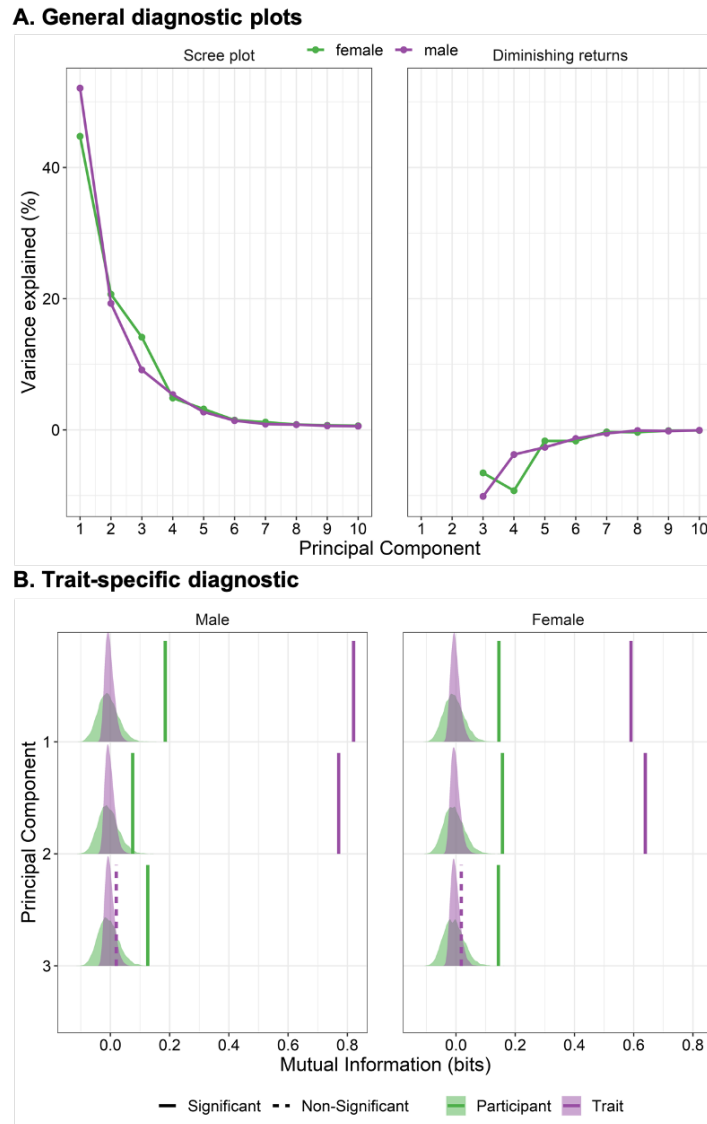 A. General diagnostic plots
female male
Scree plot Diminishing returns
Variance explained (%)
40
20
0
1 2 3 4 5 6 7 8 9 10 1 2 3 4 5 6 7 8 9 10
Principal Component
B. Trait-specific diagnostic
Male Female
Principal Component
1
2
3
0.0 0.2 0.4 0.6 0.8 0.0 0.2 0.4 0.6 0.8
Mutual Information (bits)
Significant Non-Significant Participant Trait